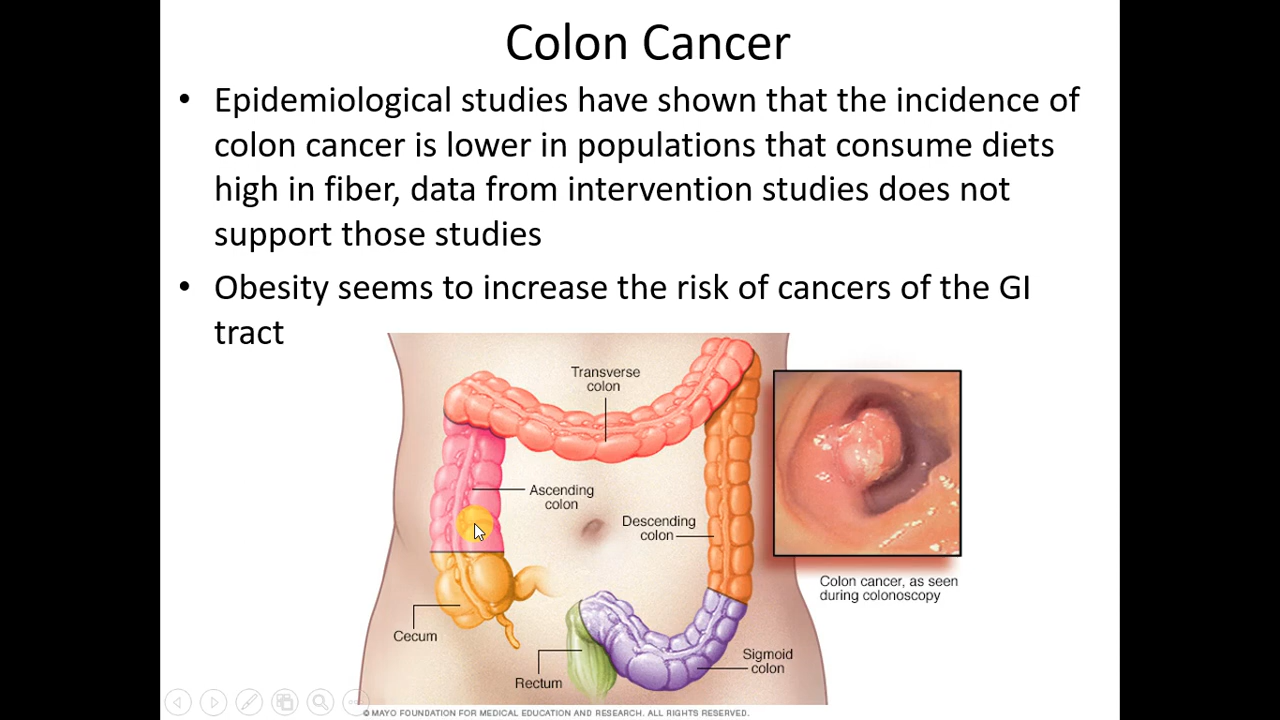 Colon Cancer
• Epidemiological studies have shown that the incidence of
colon cancer is lower in populations that consume diets
high in fiber, data from intervention studies does not
support those studies
• Obesity seems to increase the risk of cancers of the GI
tract
Transverse
colon
Ascending
colon
Descending
colon
Colon cancer, as seen
during colonoscopy
Cecum
Rectum
Sigmoid
colon
© MAYO FOUNDATION FOR MEDICAL EDUCATION AND RESEARCH. ALL RIGHTS RESERVED.